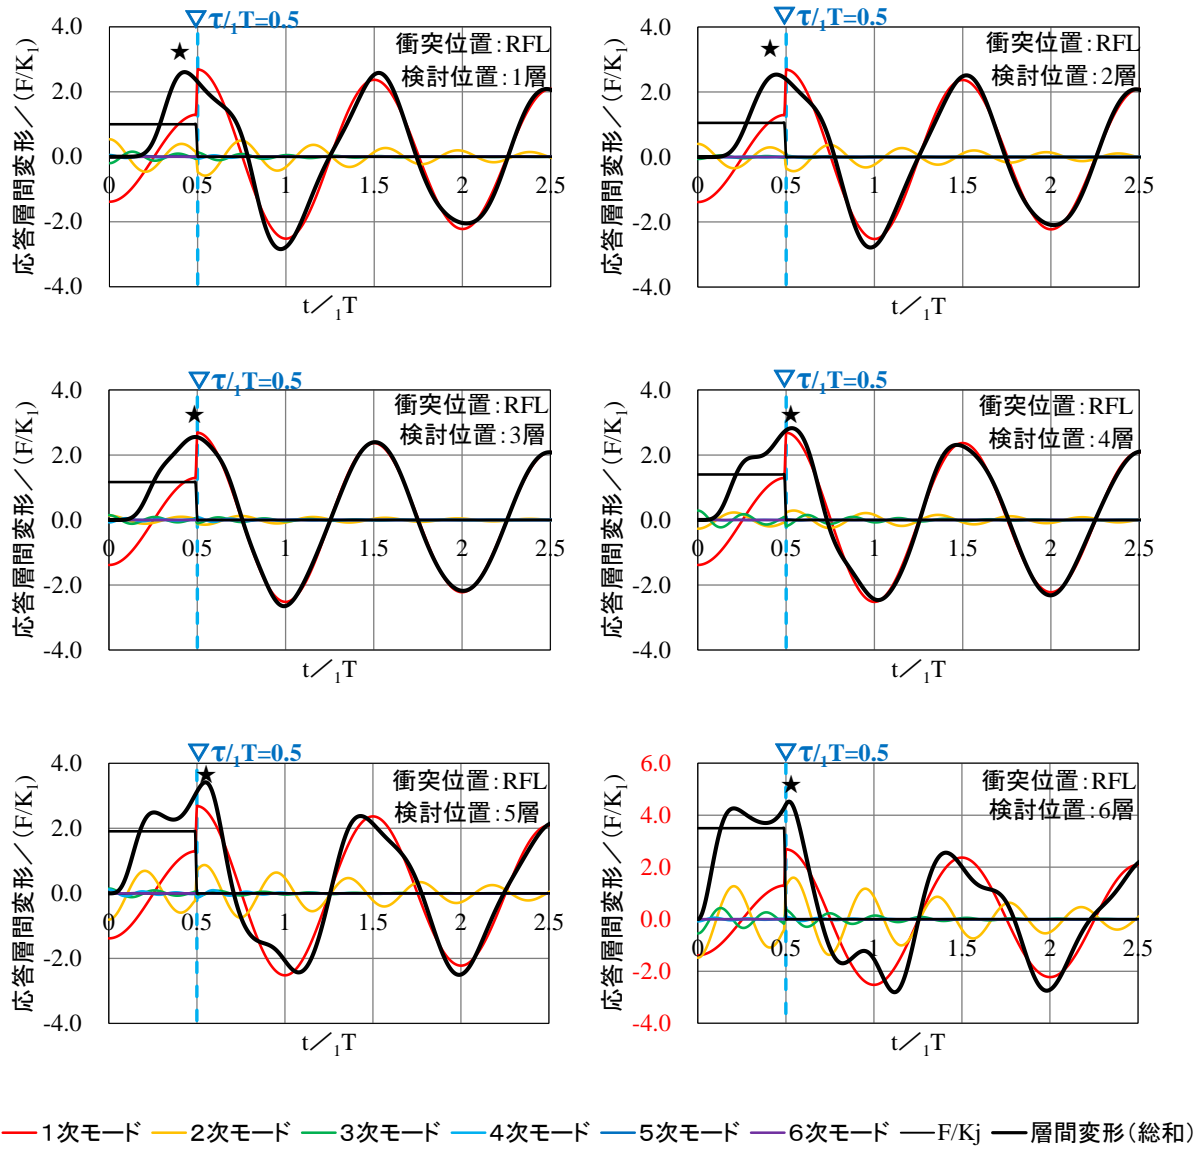 ▽τ/₁T=0.5
4.0
2.0
0.0
-2.0
-4.0
0
0.5
1
1.5
2
2.5
★
衝突位置:RFL
検討位置:1層
応答層間変形/(F/K₁)
t/₁T
▽τ/₁T=0.5
4.0
2.0
0.0
-2.0
-4.0
0
0.5
1
1.5
2
2.5
★
衝突位置:RFL
検討位置:2層
応答層間変形/(F/K₁)
t/₁T
▽τ/₁T=0.5
4.0
2.0
0.0
-2.0
-4.0
0
0.5
1
1.5
2
2.5
★
衝突位置:RFL
検討位置:3層
応答層間変形/(F/K₁)
t/₁T
▽τ/₁T=0.5
4.0
2.0
0.0
-2.0
-4.0
0
0.5
1
1.5
2
2.5
★
衝突位置:RFL
検討位置:4層
応答層間変形/(F/K₁)
t/₁T
▽τ/₁T=0.5
4.0
2.0
0.0
-2.0
-4.0
0
0.5
1
1.5
2
2.5
★
衝突位置:RFL
検討位置:5層
応答層間変形/(F/K₁)
t/₁T
▽τ/₁T=0.5
6.0
4.0
2.0
0.0
-2.0
-4.0
0
0.5
1
1.5
2
2.5
★
衝突位置:RFL
検討位置:6層
応答層間変形/(F/K₁)
t/₁T
1次モード 2次モード 3次モード 4次モード 5次モード 6次モード F/Kj 層間変形(総和)